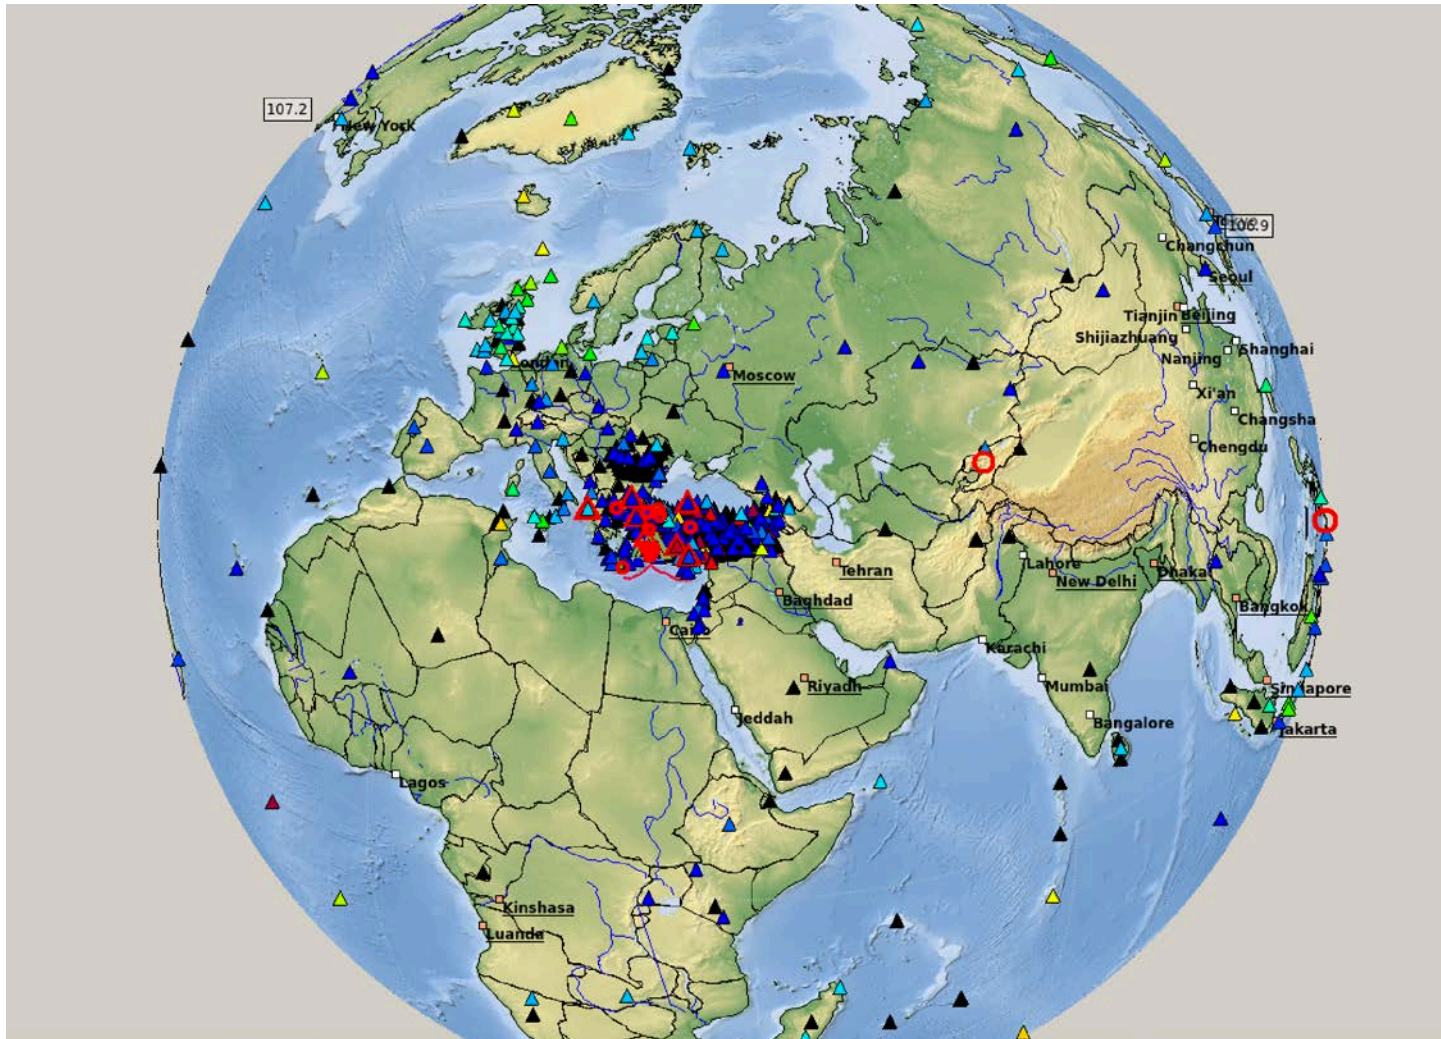 107.2
New York
106.9
Changchun
Seoul
Tianjin
Beijing
Shijiazhuang
Nanjing
Shanghai
London
Moscow
Xi'an
Changsha
Chengdu
Tehran
Lahore
New Delhi
Dhaka
Baghdad
Bangkok
Cairo
Karachi
Riyadh
Mumbai
Singapore
Jeddah
Bangalore
Jakarta
Lagos
Kinshasa
Luanda